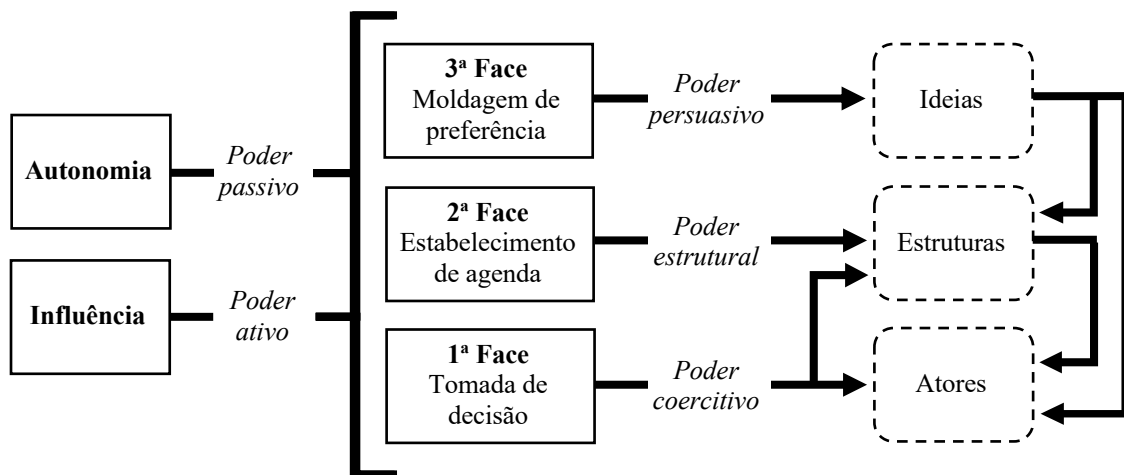 Autonomia
Poder
passivo
Influência
Poder
ativo
3ª Face
Moldagem de
preferência
Poder
persuasivo
Ideias
2ª Face
Estabelecimento
de agenda
Poder
estrutural
Estruturas
1ª Face
Tomada de
decisão
Poder
coercitivo
Atores